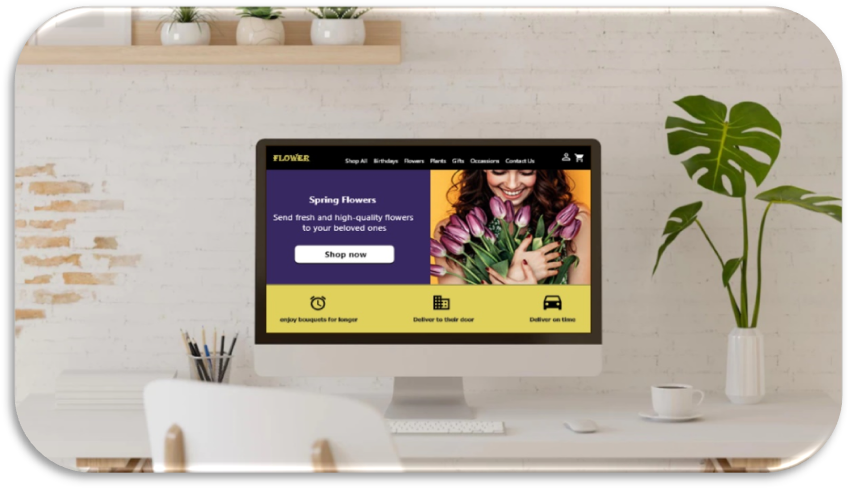 FLOWER
Shop All Birthdays Flowers Plants Gifts Occassions Contact Us
Spring Flowers
Send fresh and high-quality flowers
to your beloved ones
Shop now
enjoy bouquets for longer
Deliver to their door
Deliver on time